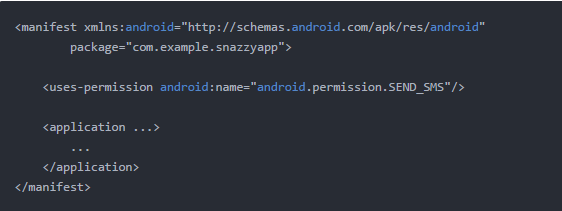 <manifest xmlns:android="http://schemas.android.com/apk/res/android"
package="com.example.snazzyapp">
<uses-permission android:name="android.permission.SEND_SMS"/>
<application ...>
...
</application>
</manifest>